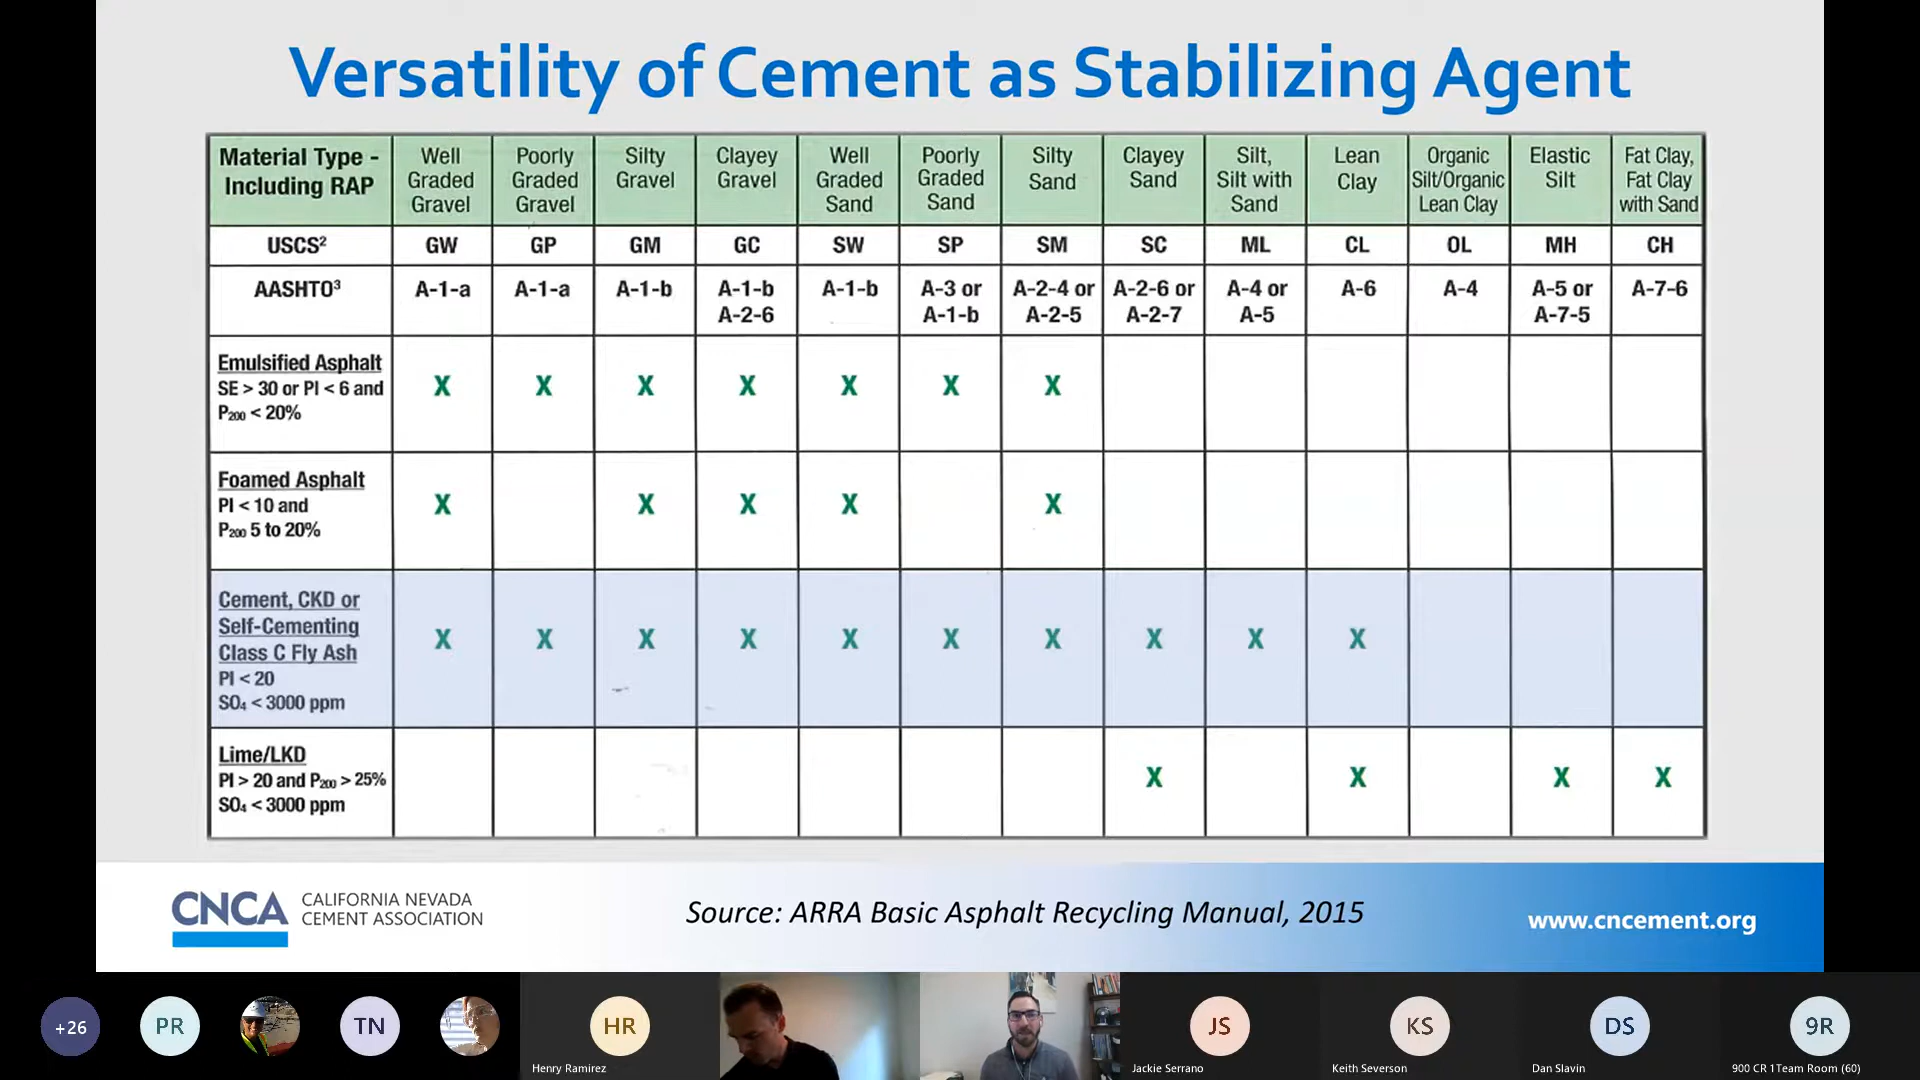 Versatility of Cement as Stabilizing Agent
Material Type -
Including RAP
Well
Graded
Gravel
Poorly
Graded
Gravel
Silty
Gravel
Clayey
Gravel
Well
Graded
Sand
Poorly
Graded
Sand
Silty
Sand
Clayey
Sand
Silt,
Silt with
Sand
Lean
Clay
Organic
Silt/Organic
Lean Clay
Elastic
Silt
Fat Clay,
Fat Clay
with Sand
USCS² GW GP GM GC SW SP SM SC ML CL OL MH CH
AASHTO³
A-1-a
A-1-a
A-1-b
A-1-b
A-2-6
A-1-b
A-3 or
A-1-b
A-2-4 or
A-2-5
A-2-6 or
A-2-7
A-4 or
A-5
A-6
A-4
A-5 or
A-7-5
A-7-6
Emulsified Asphalt
SE > 30 or PI < 6 and
P₂₀₀ < 20%
X X X X X X X
Foamed Asphalt
PI < 10 and
P₂₀₀ 5 to 20%
X X X X X
Cement, CKD or
Self-Cementing
Class C Fly Ash
PI < 20
SO₄ < 3000 ppm
X X X X X X X X X X
Lime/LKD
PI > 20 and P₂₀₀ > 25%
SO₄ < 3000 ppm
X X X X
CNCA
CALIFORNIA NEVADA
CEMENT ASSOCIATION
Source: ARRA Basic Asphalt Recycling Manual, 2015
www.cncement.org
+26
PR
TN
HR
Henry Ramirez
JS
Jackie Serrano
KS
Keith Severson
DS
Dan Slavin
9R
900 CR 1Team Room (60)